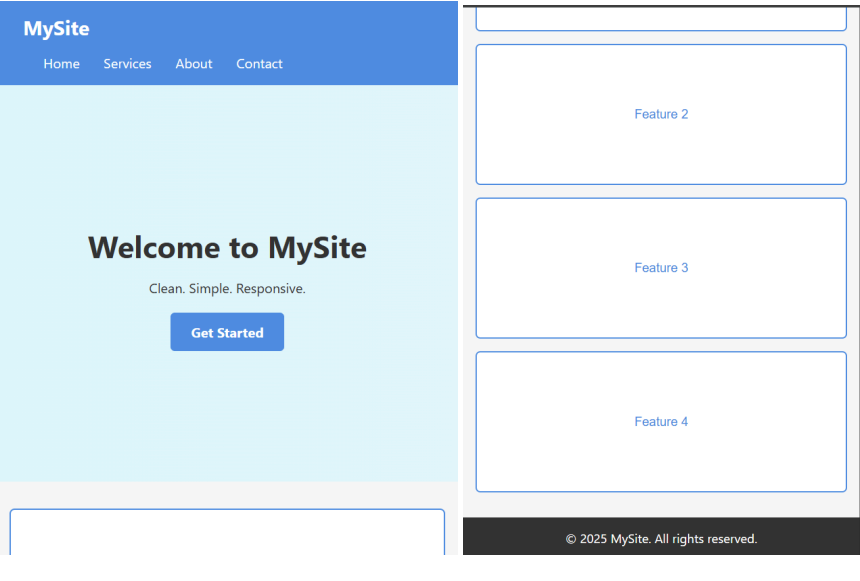 MySite
Home Services About Contact
Welcome to MySite
Clean. Simple. Responsive.
Get Started
Feature 2
Feature 3
Feature 4
© 2025 MySite. All rights reserved.